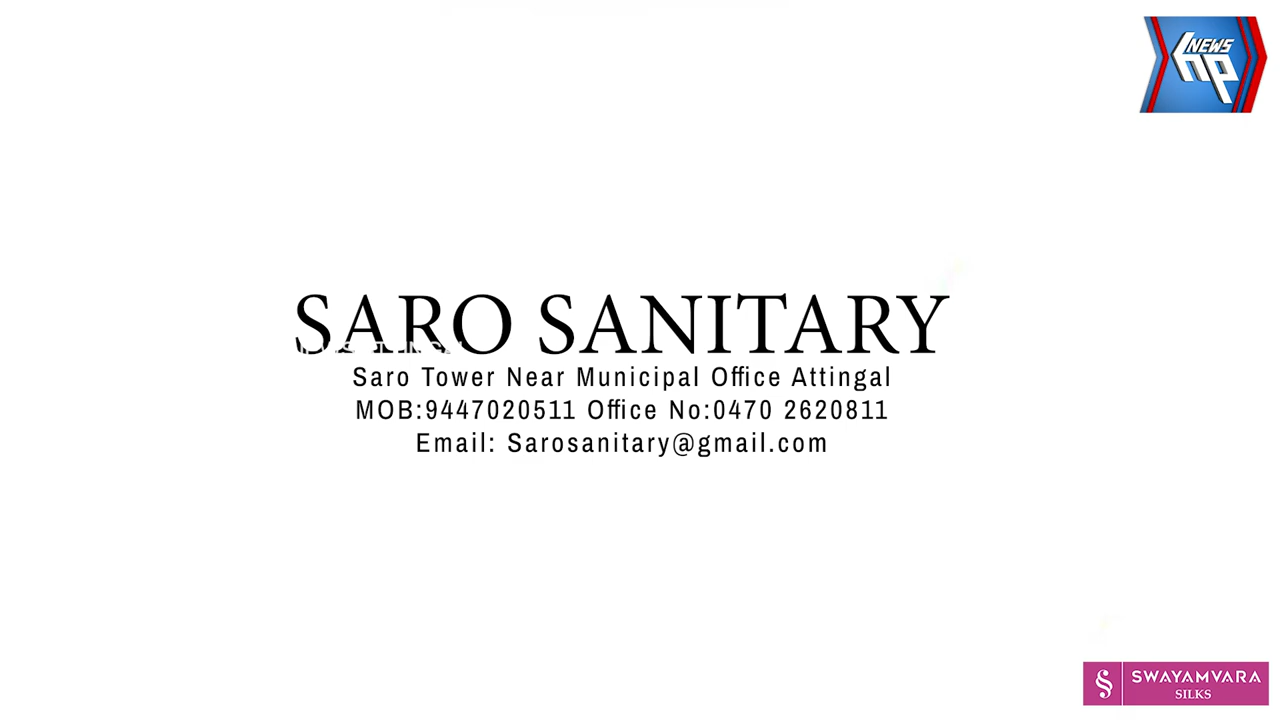 NEWS
hp
SARO SANITARY
Saro Tower Near Municipal Office Attingal
MOB:9447020511 Office No:0470 2620811
Email: Sarosanitary@gmail.com
SWAYAMVARA
SILKS